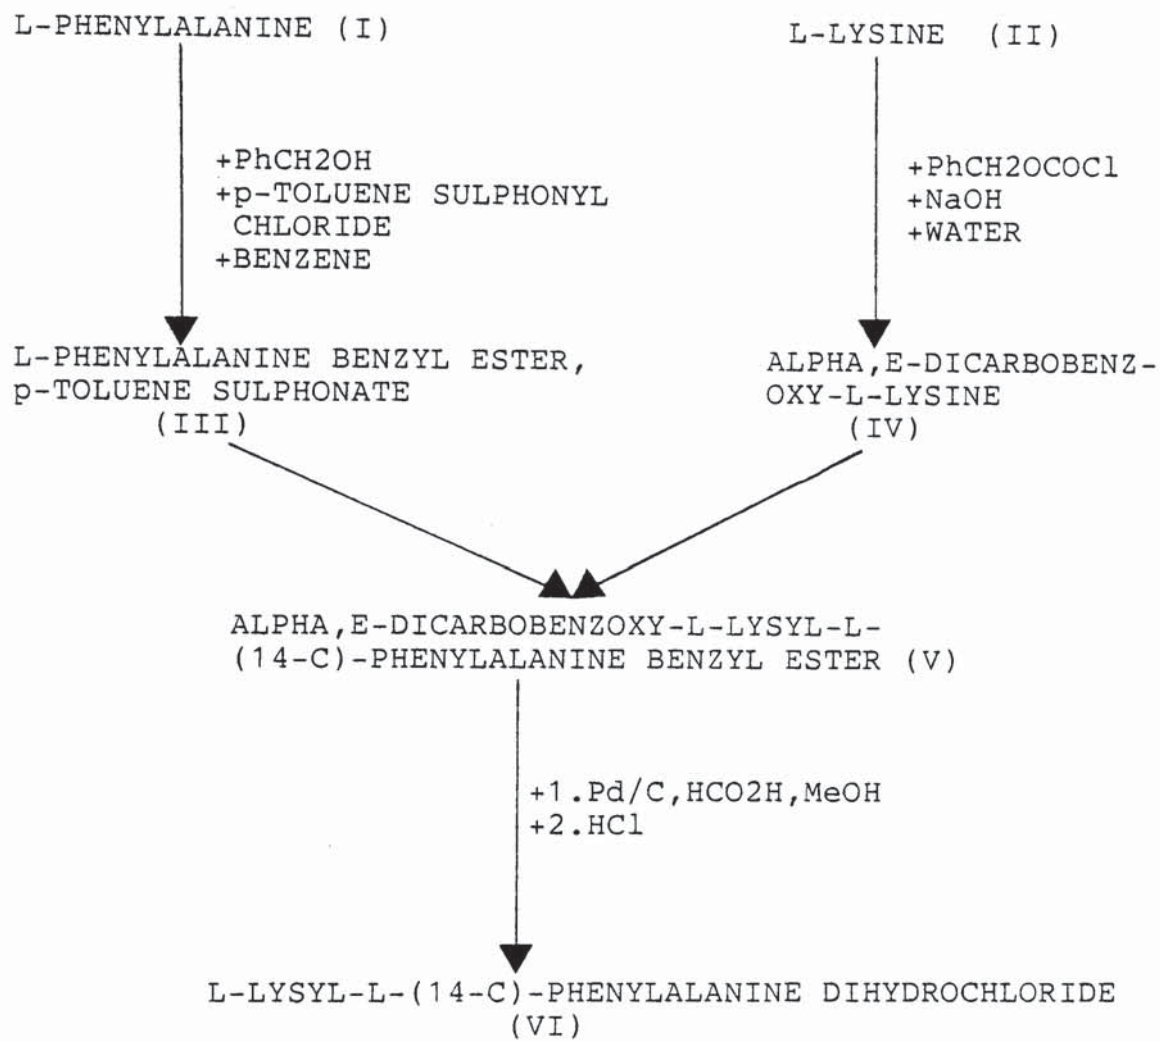 L-PHENYLALANINE (I)
L-LYSINE (II)
+PhCH2OH
+p-TOLUENE SULPHONYL
CHLORIDE
+BENZENE
+PhCH2OCOCl
+NaOH
+WATER
L-PHENYLALANINE BENZYL ESTER,
p-TOLUENE SULPHONATE
(III)
ALPHA,E-DICARBOBENZ-
OXY-L-LYSINE
(IV)
ALPHA,E-DICARBOBENZOXY-L-LYSYL-L-
(14-C)-PHENYLALANINE BENZYL ESTER (V)
+1.Pd/C,HCO2H,MeOH
+2.HCl
L-LYSYL-L-(14-C)-PHENYLALANINE DIHYDROCHLORIDE
(VI)